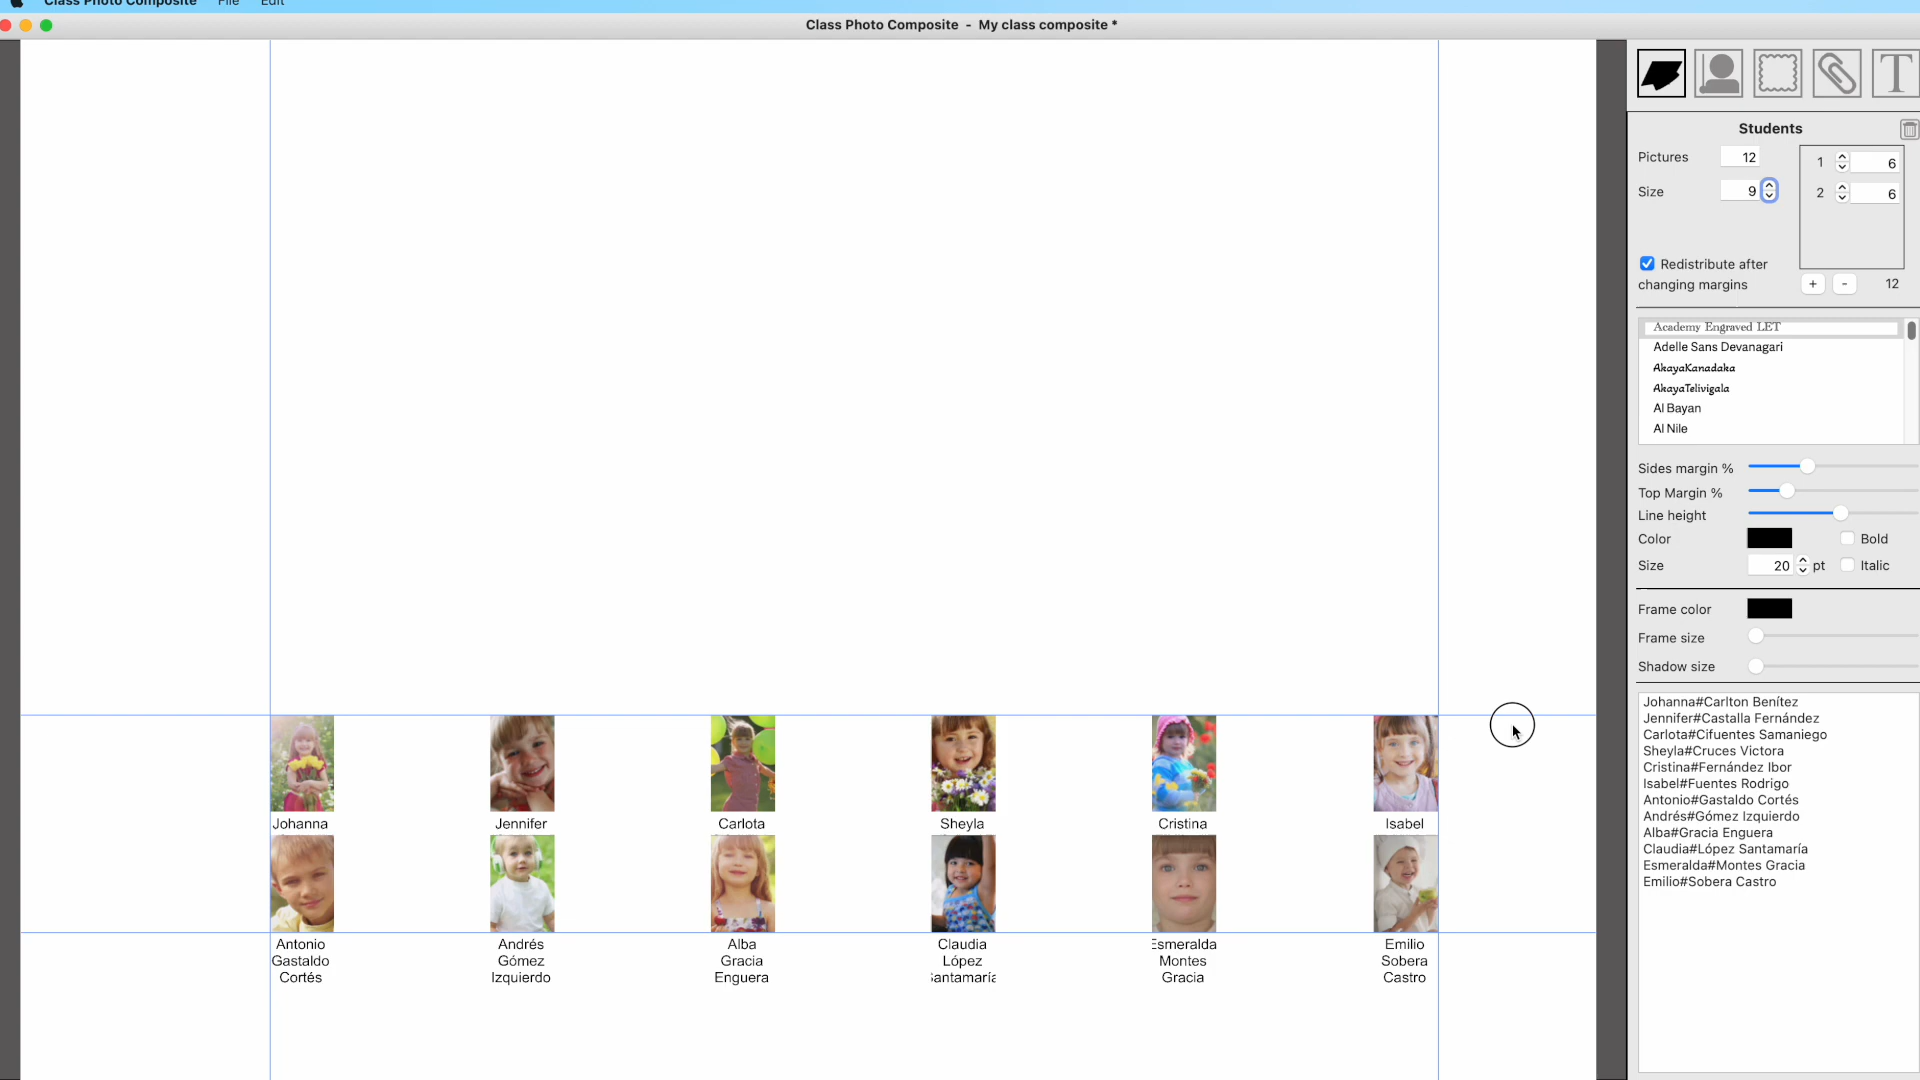 Class Photo Composite File Edit
Class Photo Composite - My class composite *
T
Students
Pictures 12
1 6
Size 9
2 6
Redistribute after
changing margins
+ - 12
Academy Engraved LET
Adelle Sans Devanagari
AkayaKanadaka
AkayaTelivigala
Al Bayan
Al Nile
Sides margin %
Top Margin %
Line height
Color Bold
Size 20 pt Italic
Frame color
Frame size
Shadow size
Johanna#Carlton Benítez
Jennifer#Castalla Fernández
Carlota#Cifuentes Samaniego
Sheyla#Cruces Victora
Cristina#Fernández Ibor
Isabel#Fuentes Rodrigo
Antonio#Gastaldo Cortés
Andrés#Gómez Izquierdo
Alba#Gracia Enguera
Claudia#López Santamaría
Esmeralda#Montes Gracia
Emilio#Sobera Castro
Johanna Jennifer Carlota Sheyla Cristina Isabel
Antonio
Gastaldo
Cortés
Andrés
Gómez
Izquierdo
Alba
Gracia
Enguera
Claudia
López
Santamaría
Esmeralda
Montes
Gracia
Emilio
Sobera
Castro